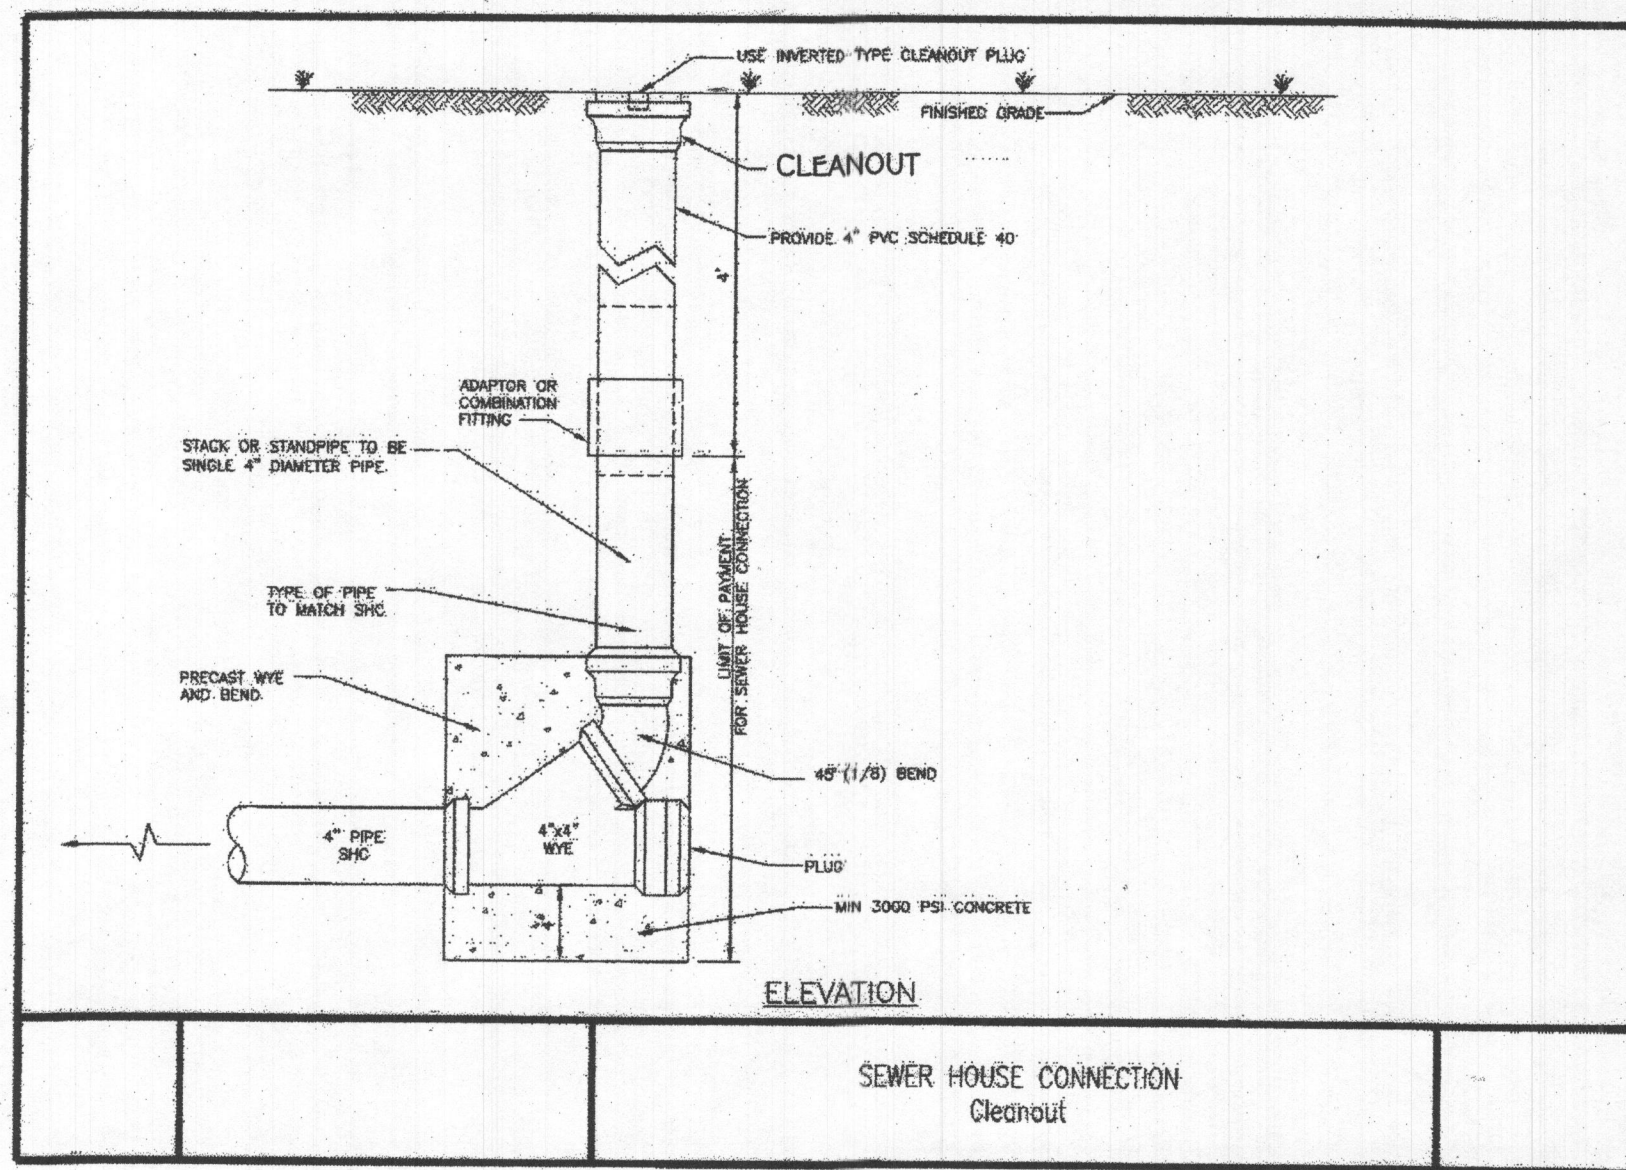 USE INVERTED TYPE CLEANOUT PLUG
FINISHED GRADE
CLEANOUT
PROVIDE 4" PVC SCHEDULE 40
4'
ADAPTOR OR
COMBINATION
FITTING
STACK OR STANDPIPE TO BE
SINGLE 4" DIAMETER PIPE.
TYPE OF PIPE
TO MATCH SHC.
LIMIT OF PAYMENT
FOR SEWER HOUSE CONNECTION
PRECAST WYE
AND BEND.
45° (1/8) BEND
4" PIPE
SHC
4"x4"
WYE
PLUG
MIN 3000 PSI CONCRETE
ELEVATION
SEWER HOUSE CONNECTION
Cleanout